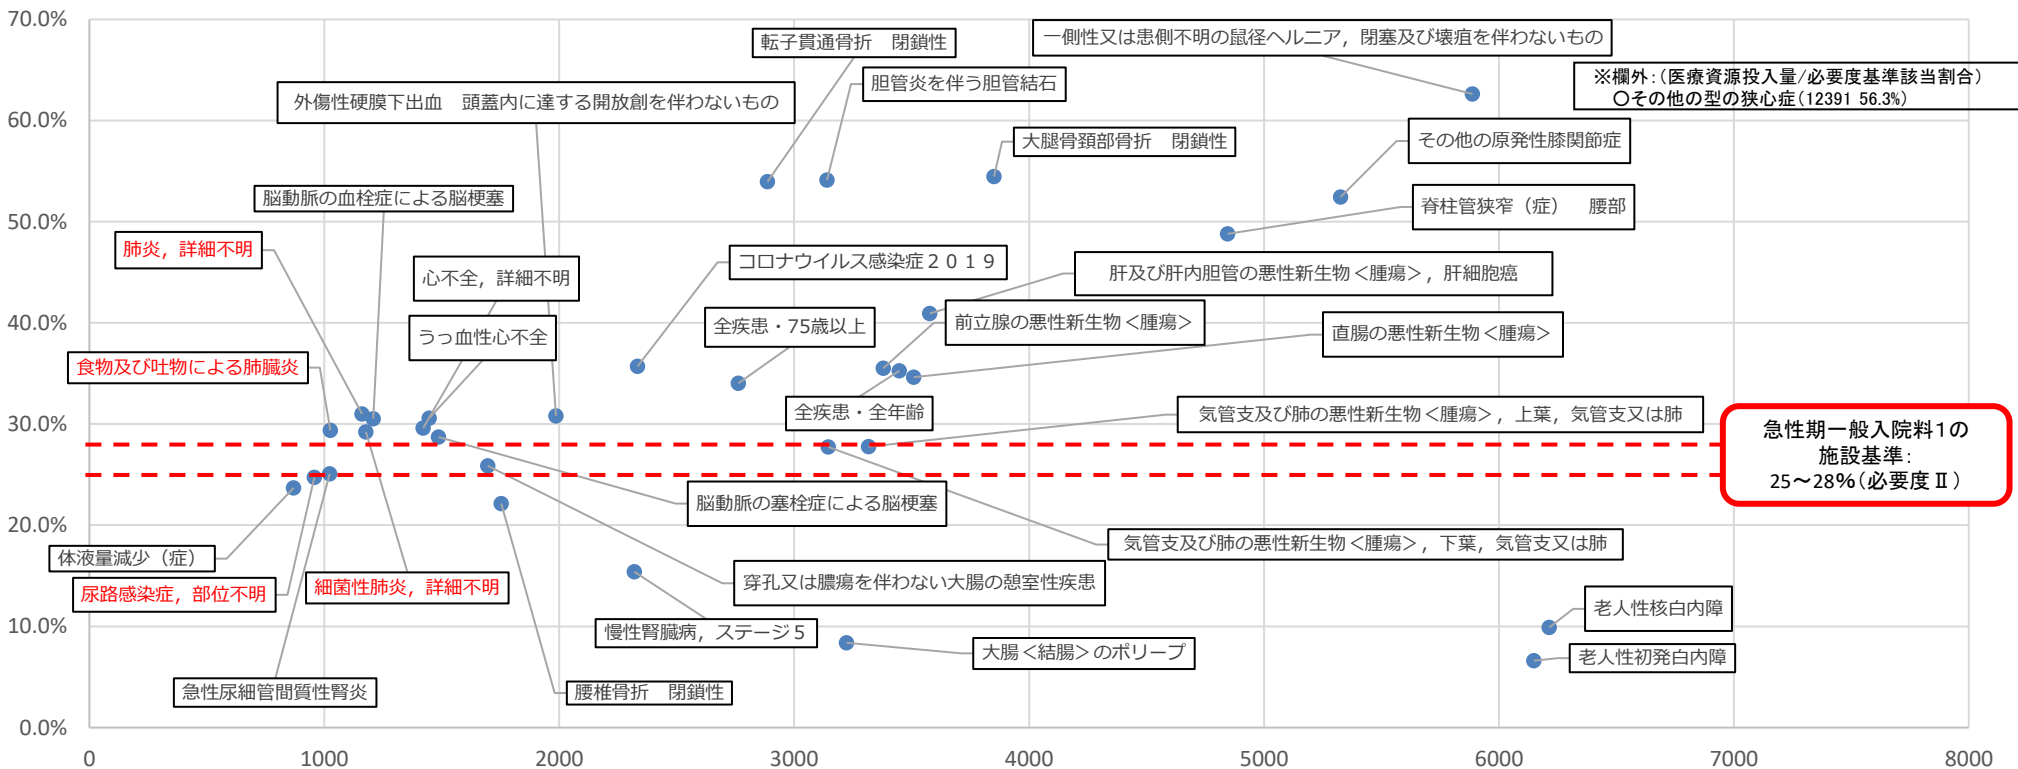 70.0%
60.0%
50.0%
40.0%
30.0%
20.0%
10.0%
0.0%
0
1000
2000
3000
4000
5000
6000
7000
8000
転子貫通骨折　閉鎖性
一側性又は患側不明の鼠径ヘルニア，閉塞及び壊疽を伴わないもの
胆管炎を伴う胆管結石
※欄外：（医療資源投入量/必要度基準該当割合）
〇その他の型の狭心症（12391 56.3%）
外傷性硬膜下出血　頭蓋内に達する開放創を伴わないもの
大腿骨頚部骨折　閉鎖性
その他の原発性膝関節症
脳動脈の血栓症による脳梗塞
脊柱管狭窄（症）　腰部
肺炎，詳細不明
心不全，詳細不明
コロナウイルス感染症２０１９
肝及び肝内胆管の悪性新生物＜腫瘍＞，肝細胞癌
うっ血性心不全
全疾患・75歳以上
前立腺の悪性新生物＜腫瘍＞
直腸の悪性新生物＜腫瘍＞
食物及び吐物による肺臓炎
全疾患・全年齢
気管支及び肺の悪性新生物＜腫瘍＞，上葉，気管支又は肺
急性期一般入院料1の
施設基準：
25～28%（必要度Ⅱ）
脳動脈の塞栓症による脳梗塞
気管支及び肺の悪性新生物＜腫瘍＞，下葉，気管支又は肺
体液量減少（症）
尿路感染症，部位不明
細菌性肺炎，詳細不明
穿孔又は膿瘍を伴わない大腸の憩室性疾患
老人性核白内障
慢性腎臓病，ステージ５
大腸＜結腸＞のポリープ
老人性初発白内障
急性尿細管間質性腎炎
腰椎骨折　閉鎖性